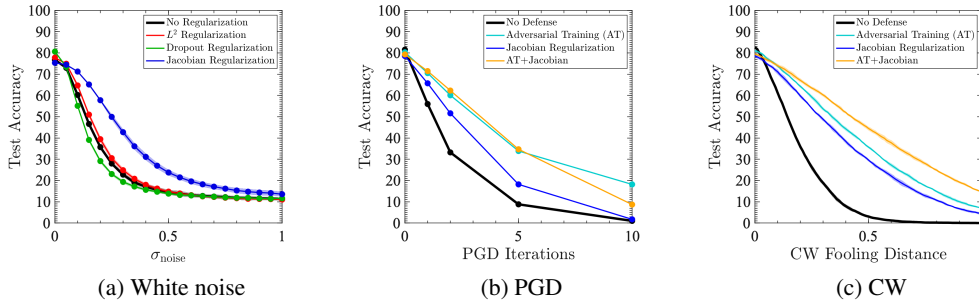 100
90
80
70
60
50
40
30
20
10
0
Test Accuracy
No Regularization
L² Regularization
Dropout Regularization
Jacobian Regularization
0
0.5
1
σnoise
(a) White noise
100
90
80
70
60
50
40
30
20
10
0
Test Accuracy
No Defense
Adversarial Training (AT)
Jacobian Regularization
AT+Jacobian
0
5
10
PGD Iterations
(b) PGD
100
90
80
70
60
50
40
30
20
10
0
Test Accuracy
No Defense
Adversarial Training (AT)
Jacobian Regularization
AT+Jacobian
0
0.5
CW Fooling Distance
(c) CW